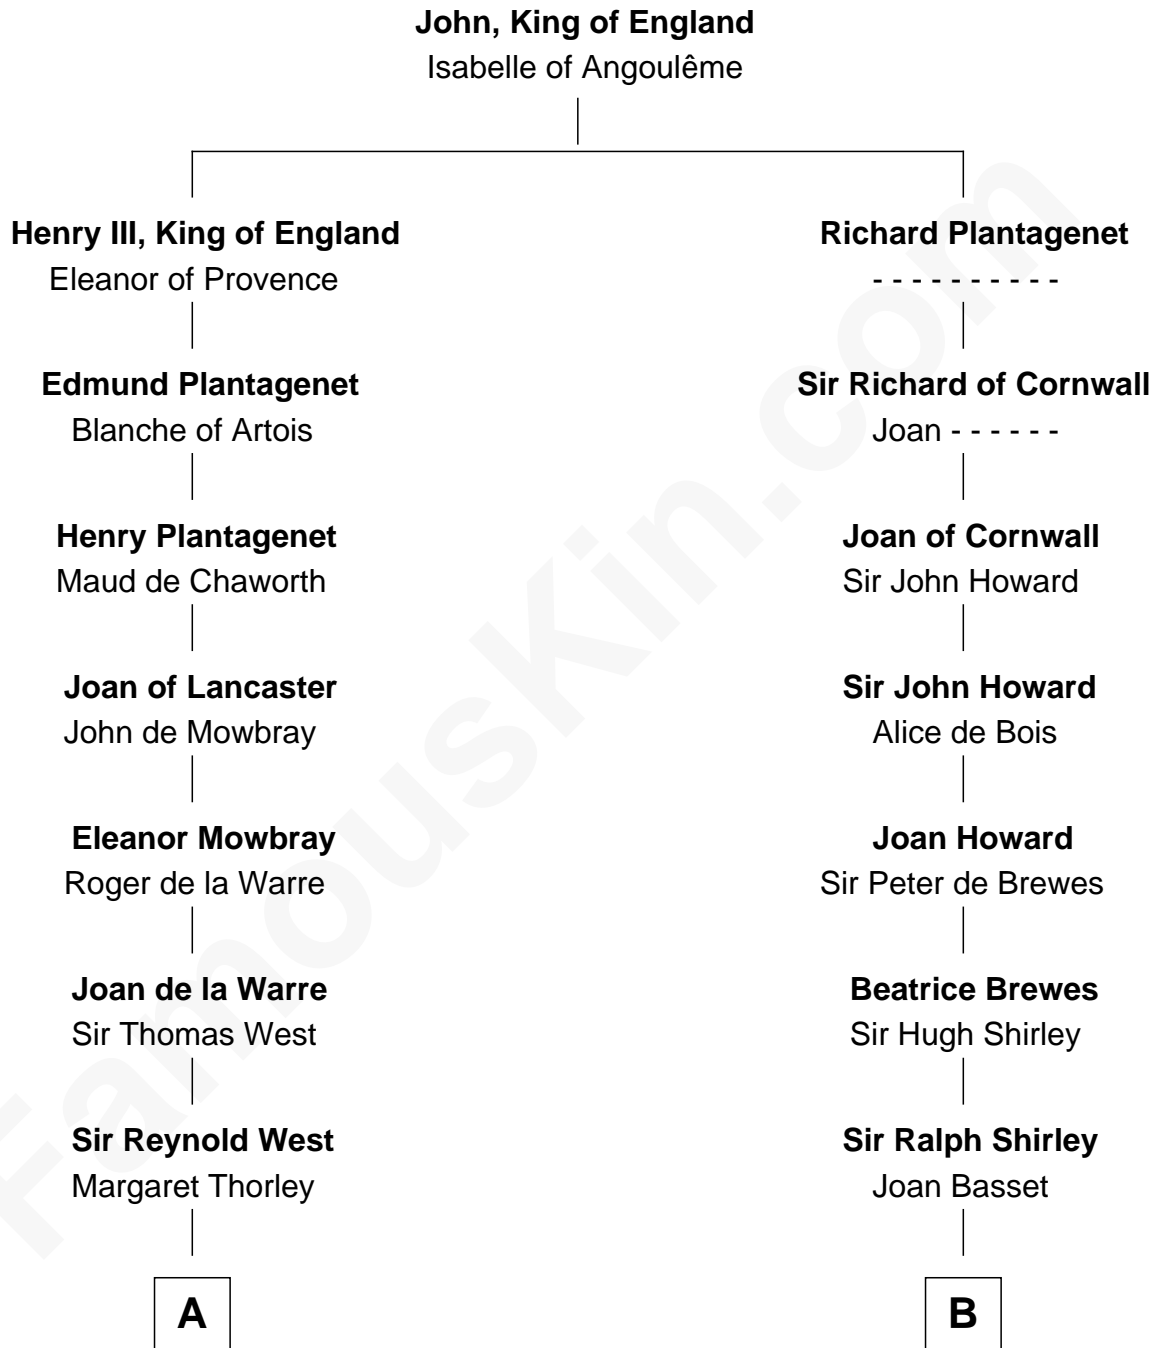 John, King of England
Isabelle of Angoulême
Henry III, King of England
Eleanor of Provence
Edmund Plantagenet
Blanche of Artois
Henry Plantagenet
Maud de Chaworth
Joan of Lancaster
John de Mowbray
Eleanor Mowbray
Roger de la Warre
Joan de la Warre
Sir Thomas West
Sir Reynold West
Margaret Thorley
A
Richard Plantagenet
- - - - - - - - - -
Sir Richard of Cornwall
Joan - - - - - -
Joan of Cornwall
Sir John Howard
Sir John Howard
Alice de Bois
Joan Howard
Sir Peter de Brewes
Beatrice Brewes
Sir Hugh Shirley
Sir Ralph Shirley
Joan Basset
B
FamousKin.com